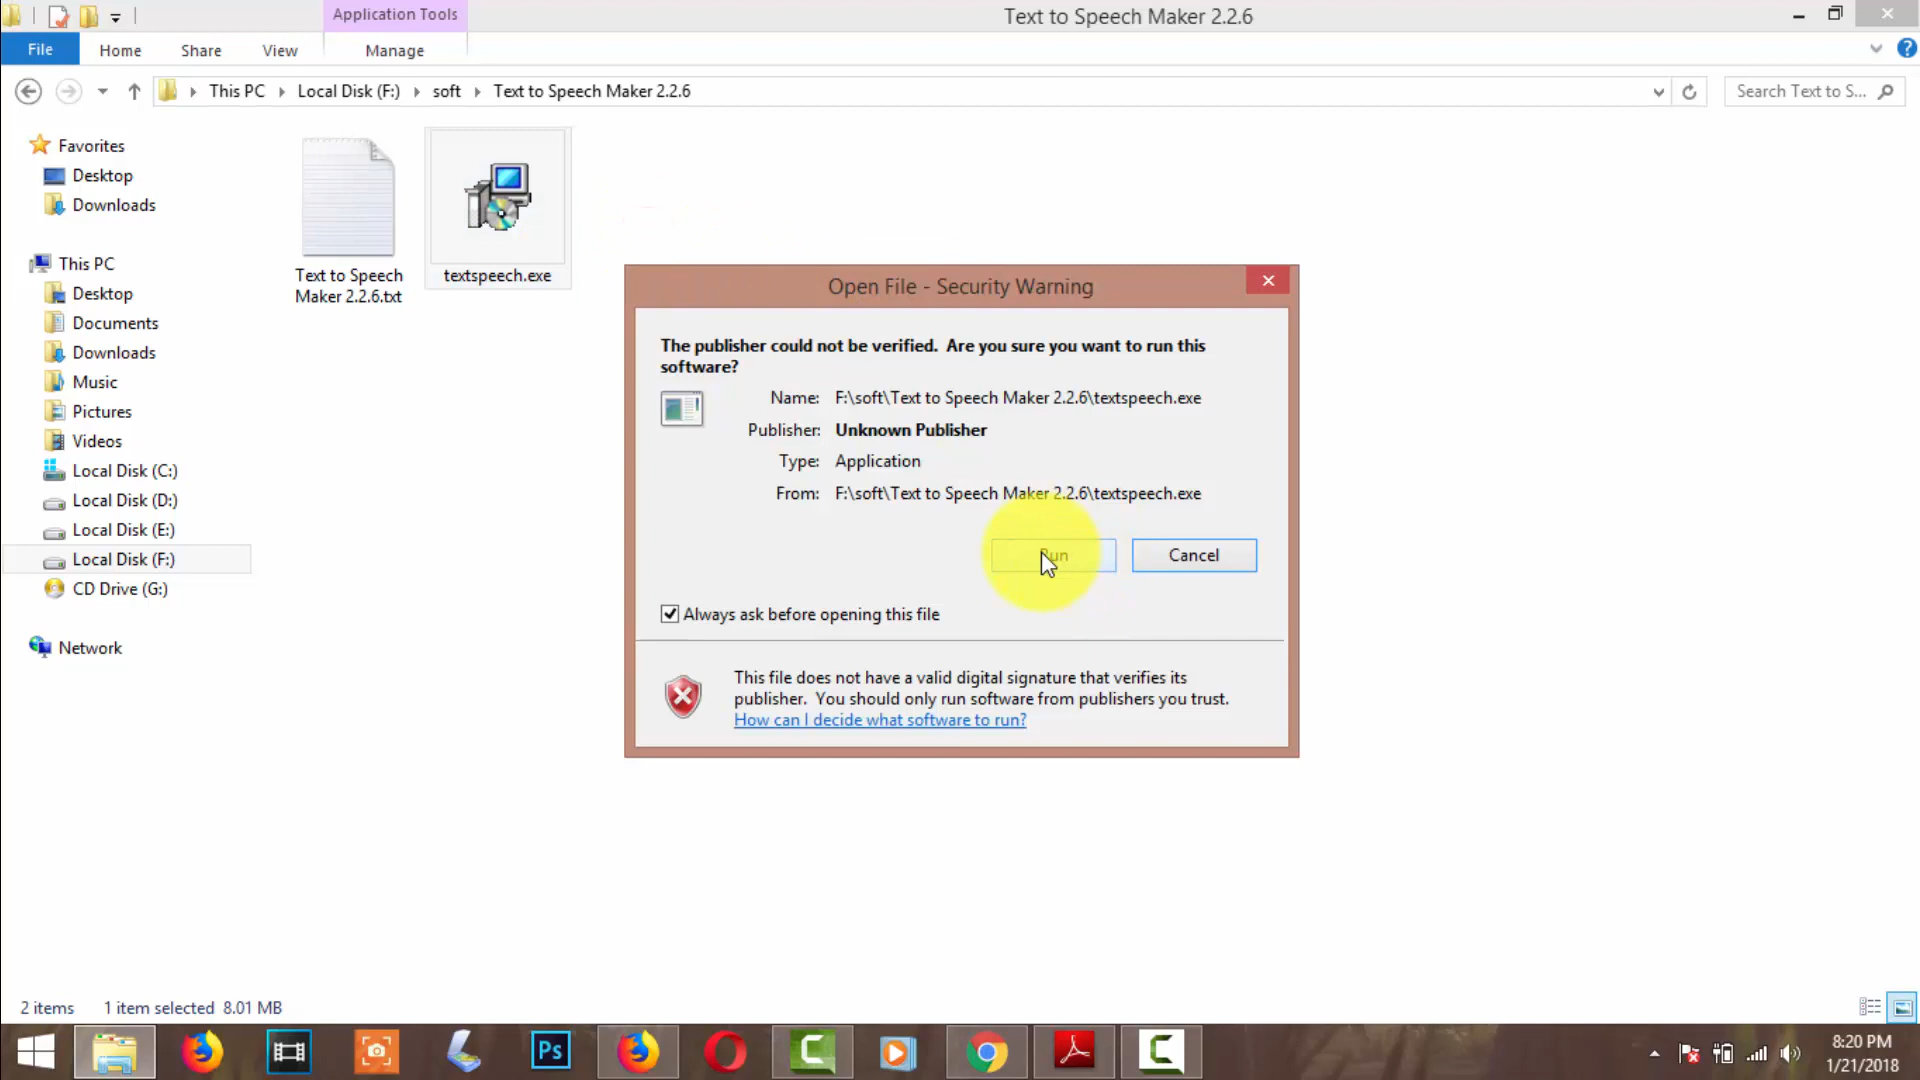 Application Tools
Text to Speech Maker 2.2.6
File
Home
Share
View
Manage
This PC
Local Disk (F:)
soft
Text to Speech Maker 2.2.6
Search Text to S...
Favorites
Desktop
Downloads
This PC
Desktop
Documents
Downloads
Music
Pictures
Videos
Local Disk (C:)
Local Disk (D:)
Local Disk (E:)
Local Disk (F:)
CD Drive (G:)
Network
Text to Speech
Maker 2.2.6.txt
textspeech.exe
Open File - Security Warning
The publisher could not be verified. Are you sure you want to run this
software?
Name: F:\soft\Text to Speech Maker 2.2.6\textspeech.exe
Publisher: Unknown Publisher
Type: Application
From: F:\soft\Text to Speech Maker 2.2.6\textspeech.exe
Run
Cancel
Always ask before opening this file
This file does not have a valid digital signature that verifies its
publisher. You should only run software from publishers you trust.
How can I decide what software to run?
2 items 1 item selected 8.01 MB
Ps
8:20 PM
1/21/2018